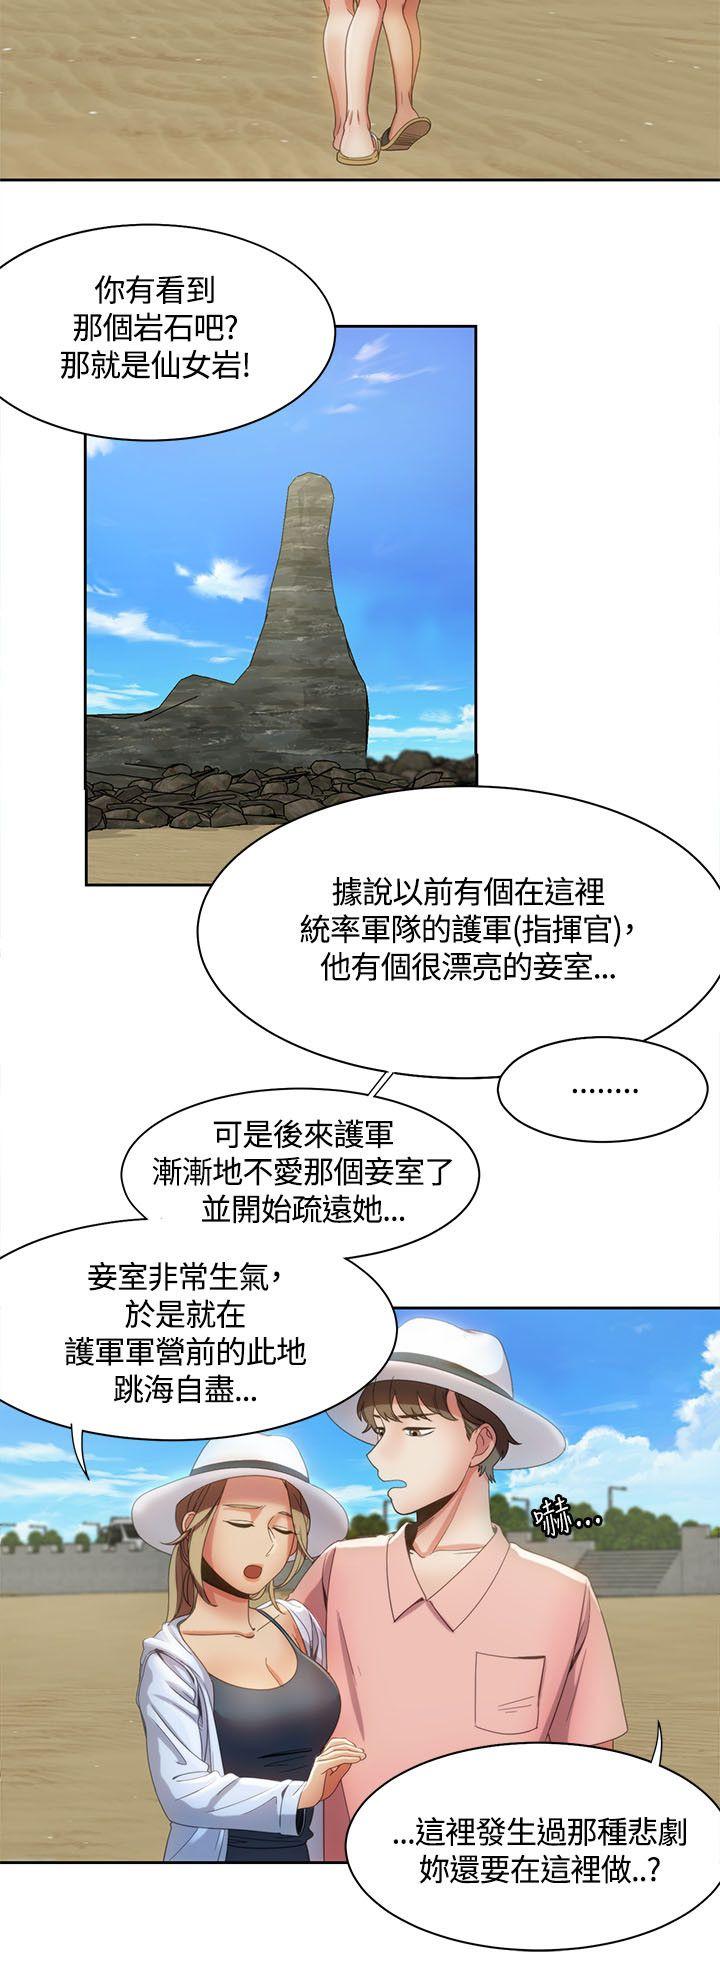 你有看到
那個岩石吧?
那就是仙女岩!
據說以前有個在這裡
統率軍隊的護軍(指揮官),
他有個很漂亮的妾室...
........
可是後來護軍
漸漸地不愛那個妾室了
並開始疏遠她...
妾室非常生氣,
於是就在
護軍軍營前的此地
跳海自盡...
嚇...
...這裡發生過那種悲劇
妳還要在這裡做..?